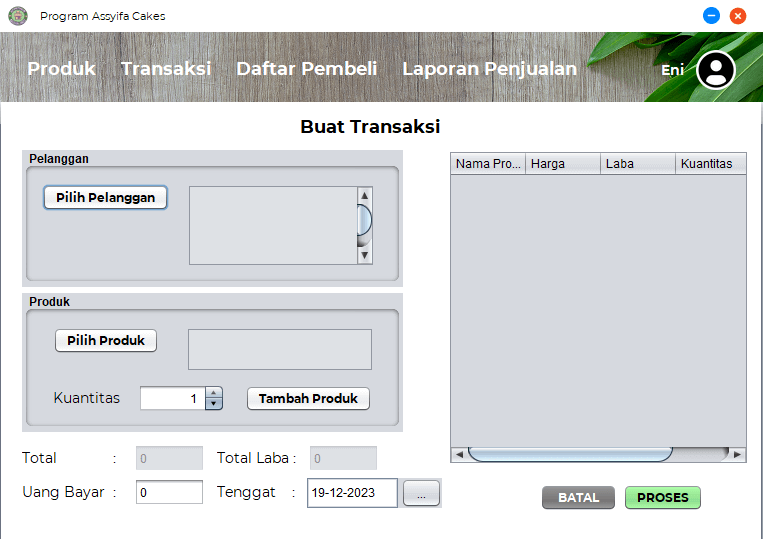 Program Assyifa Cakes
Produk Transaksi Daftar Pembeli Laporan Penjualan Eni
Buat Transaksi
Pelanggan
Pilih Pelanggan
Produk
Pilih Produk
Kuantitas 1 Tambah Produk
Total : 0 Total Laba : 0
Uang Bayar : 0 Tenggat : 19-12-2023 ...
Nama Pro... Harga Laba Kuantitas
BATAL PROSES